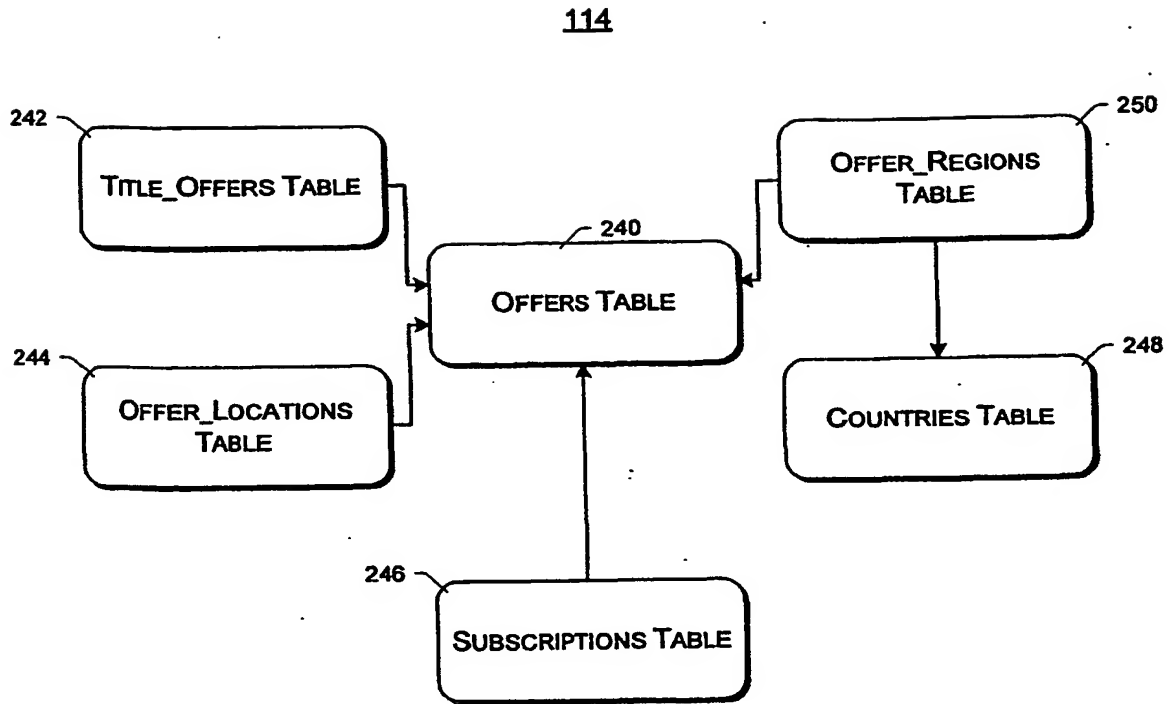 114
242
TITLE_OFFERS TABLE
250
OFFER_REGIONS
TABLE
240
OFFERS TABLE
244
OFFER_LOCATIONS
TABLE
248
COUNTRIES TABLE
246
SUBSCRIPTIONS TABLE